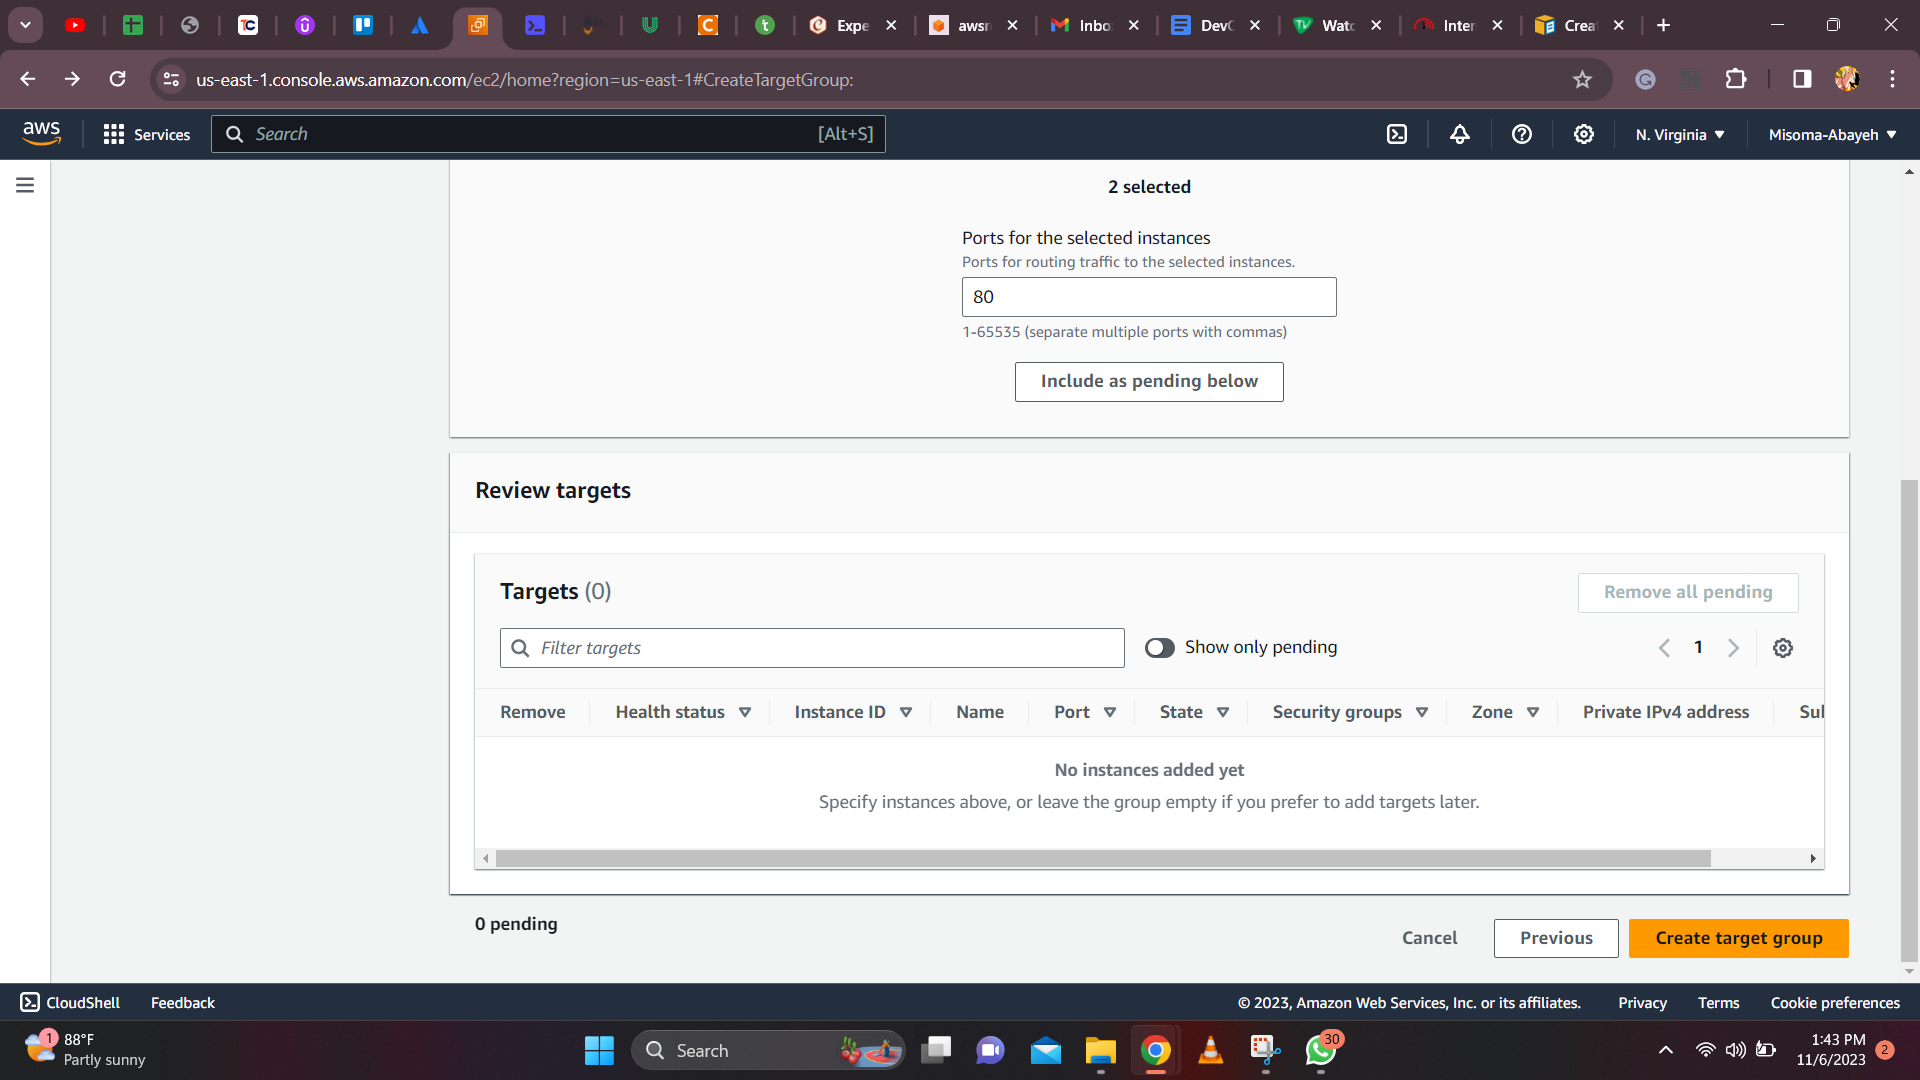 Expe
awsr
Inbo
DevO
Watc
Inter
Crea
us-east-1.console.aws.amazon.com/ec2/home?region=us-east-1#CreateTargetGroup:
aws
Services
Search
[Alt+S]
N. Virginia
Misoma-Abayeh
2 selected
Ports for the selected instances
Ports for routing traffic to the selected instances.
80
1-65535 (separate multiple ports with commas)
Include as pending below
Review targets
Targets (0)
Remove all pending
Filter targets
Show only pending
1
Remove
Health status
Instance ID
Name
Port
State
Security groups
Zone
Private IPv4 address
No instances added yet
Specify instances above, or leave the group empty if you prefer to add targets later.
0 pending
Cancel
Previous
Create target group
CloudShell
Feedback
© 2023, Amazon Web Services, Inc. or its affiliates.
Privacy
Terms
Cookie preferences
1
88°F
Partly sunny
Search
30
1:43 PM
11/6/2023
2